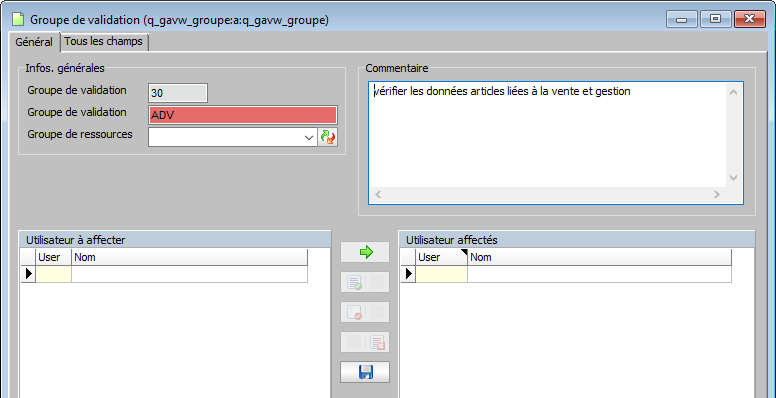 Groupe de validation (q_gavw_groupe:a:q_gavw_groupe)
Général
Tous les champs
Infos. générales
Groupe de validation 30
Groupe de validation ADV
Groupe de ressources
Commentaire
vérifier les données articles liées à la vente et gestion
Utilisateur à affecter
User Nom
Utilisateur affectés
User Nom